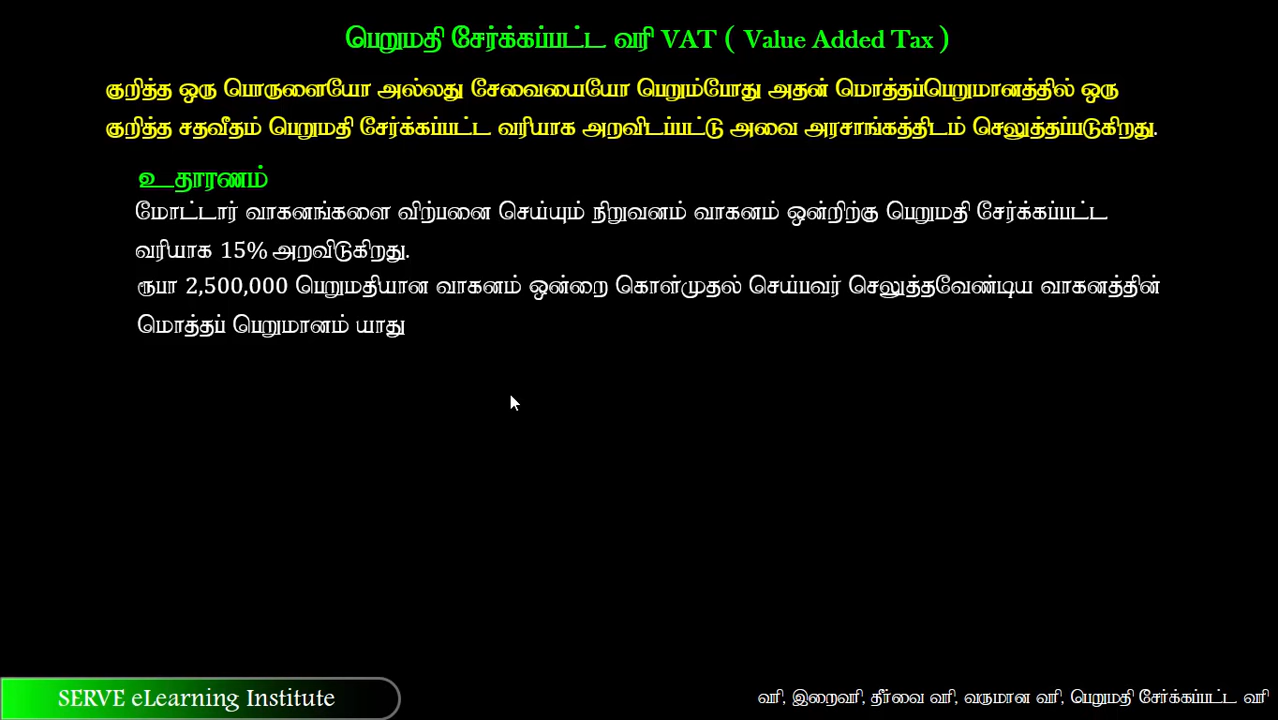 பெறுமதி சேர்க்கப்பட்ட வரி VAT ( Value Added Tax )
குறித்த ஒரு பொருளையோ அல்லது சேவையையோ பெறும்போது அதன் மொத்தப்பெறுமானத்தில் ஒரு
குறித்த சதவீதம் பெறுமதி சேர்க்கப்பட்ட வரியாக அறவிடப்பட்டு அவை அரசாங்கத்திடம் செலுத்தப்படுகிறது.
உதாரணம்
மோட்டார் வாகனங்களை விற்பனை செய்யும் நிறுவனம் வாகனம் ஒன்றிற்கு பெறுமதி சேர்க்கப்பட்ட
வரியாக 15% அறவிடுகிறது.
ரூபா 2,500,000 பெறுமதியான வாகனம் ஒன்றை கொள்முதல் செய்பவர் செலுத்தவேண்டிய வாகனத்தின்
மொத்தப் பெறுமானம் யாது
SERVE eLearning Institute
வரி, இறைவரி, தீர்வை வரி, வருமான வரி, பெறுமதி சேர்க்கப்பட்ட வரி